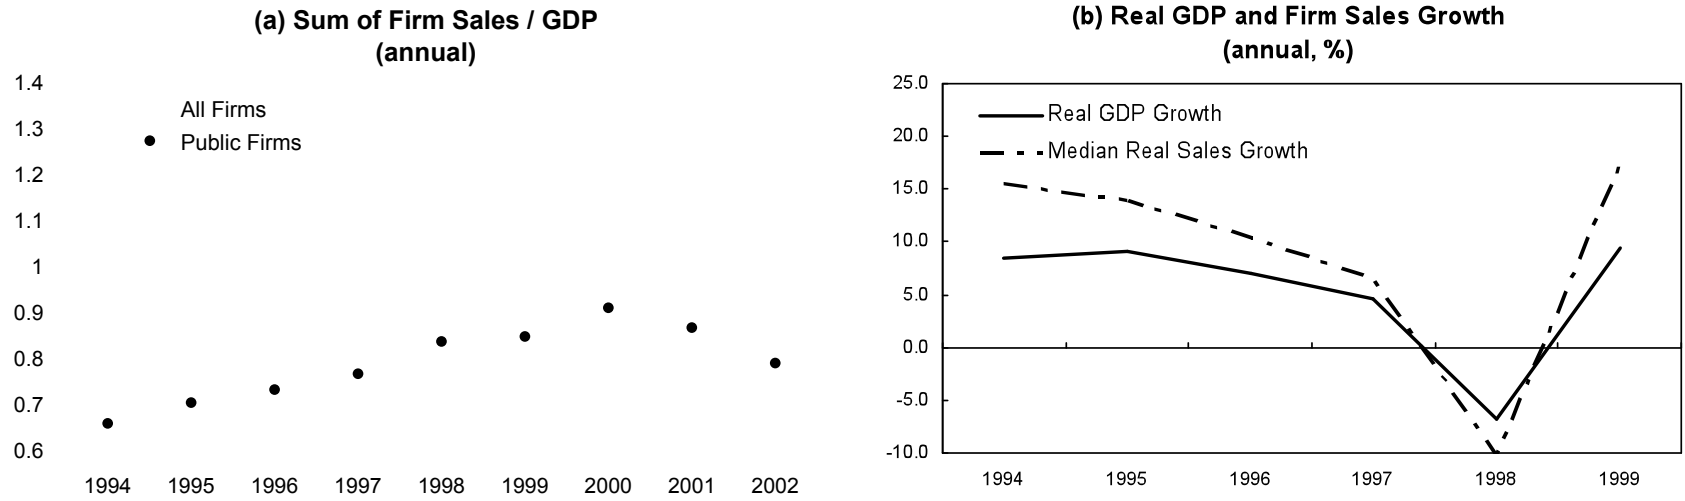 (a) Sum of Firm Sales / GDP
(annual)
1.4
1.3
1.2
1.1
1
0.9
0.8
0.7
0.6
All Firms
Public Firms
1994 1995 1996 1997 1998 1999 2000 2001 2002
(b) Real GDP and Firm Sales Growth
(annual, %)
25.0
20.0
15.0
10.0
5.0
0.0
-5.0
-10.0
Real GDP Growth
Median Real Sales Growth
1994 1995 1996 1997 1998 1999